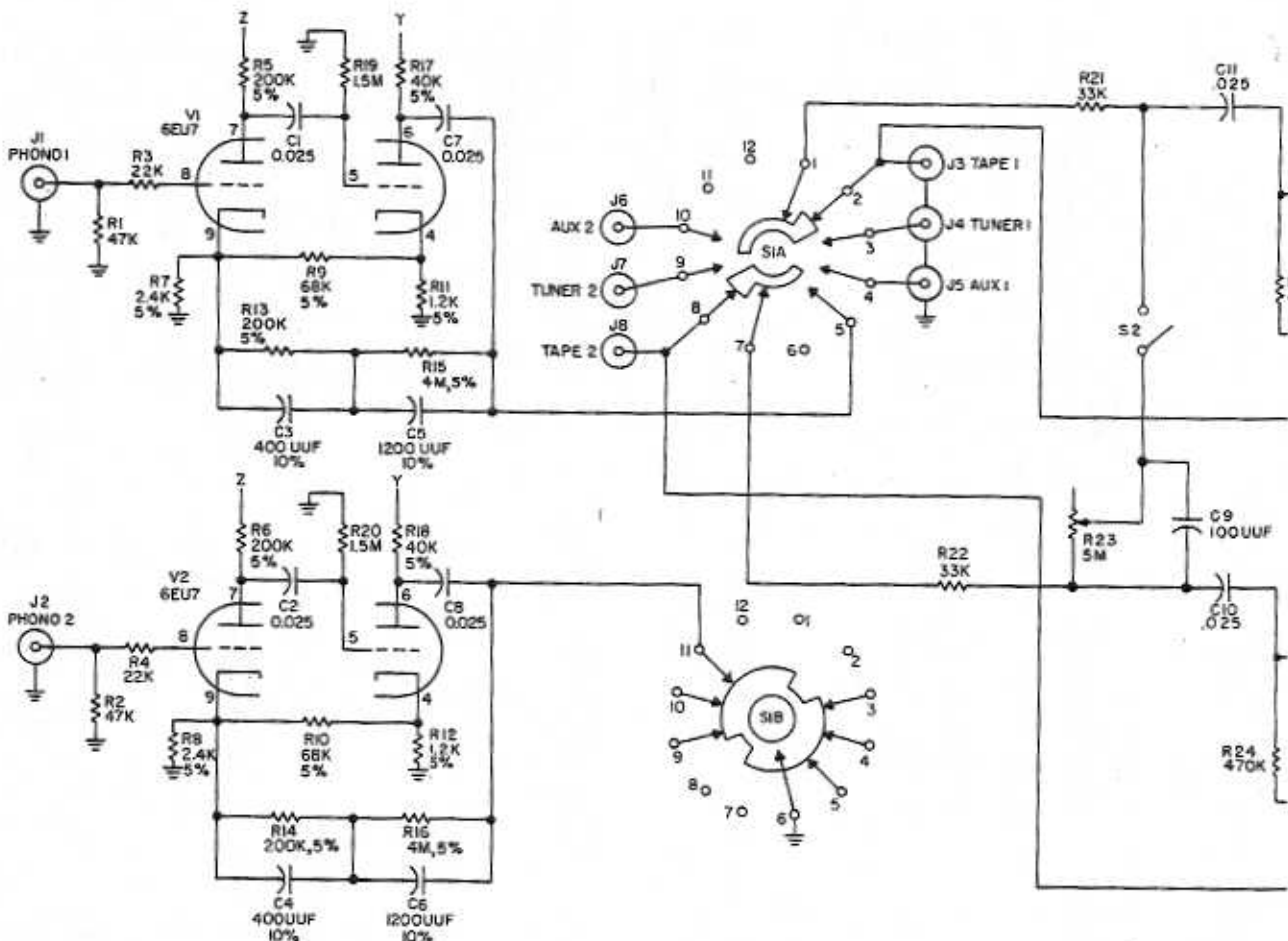 Z
Y
R5
200K
5%
R19
1.5M
R17
40K
5%
V1
6EU7
7
6
C1
0.025
C7
0.025
J1
PHONO 1
R3
22K
8
5
R1
47K
9
4
R7
2.4K
5%
R9
68K
5%
R11
1.2K
5%
R13
200K
5%
R15
4M,5%
C3
400UUF
10%
C5
1200UUF
10%
J6
AUX 2
J7
TUNER 2
J8
TAPE 2
12
11
10
9
8
7
6
5
4
3
2
1
S1A
J3 TAPE 1
J4 TUNER 1
J5 AUX 1
R21
33K
C11
.025
S2
C9
100UUF
R23
5M
R22
33K
C10
.025
R24
470K
Z
Y
R6
200K
5%
R20
1.5M
R18
40K
5%
V2
6EU7
7
6
C2
0.025
C8
0.025
J2
PHONO 2
R4
22K
8
5
R2
47K
9
4
R8
2.4K
5%
R10
68K
5%
R12
1.2K
5%
R14
200K,5%
R16
4M,5%
C4
400UUF
10%
C6
1200UUF
10%
12
1
11
2
10
3
S1B
9
4
8
5
7
6